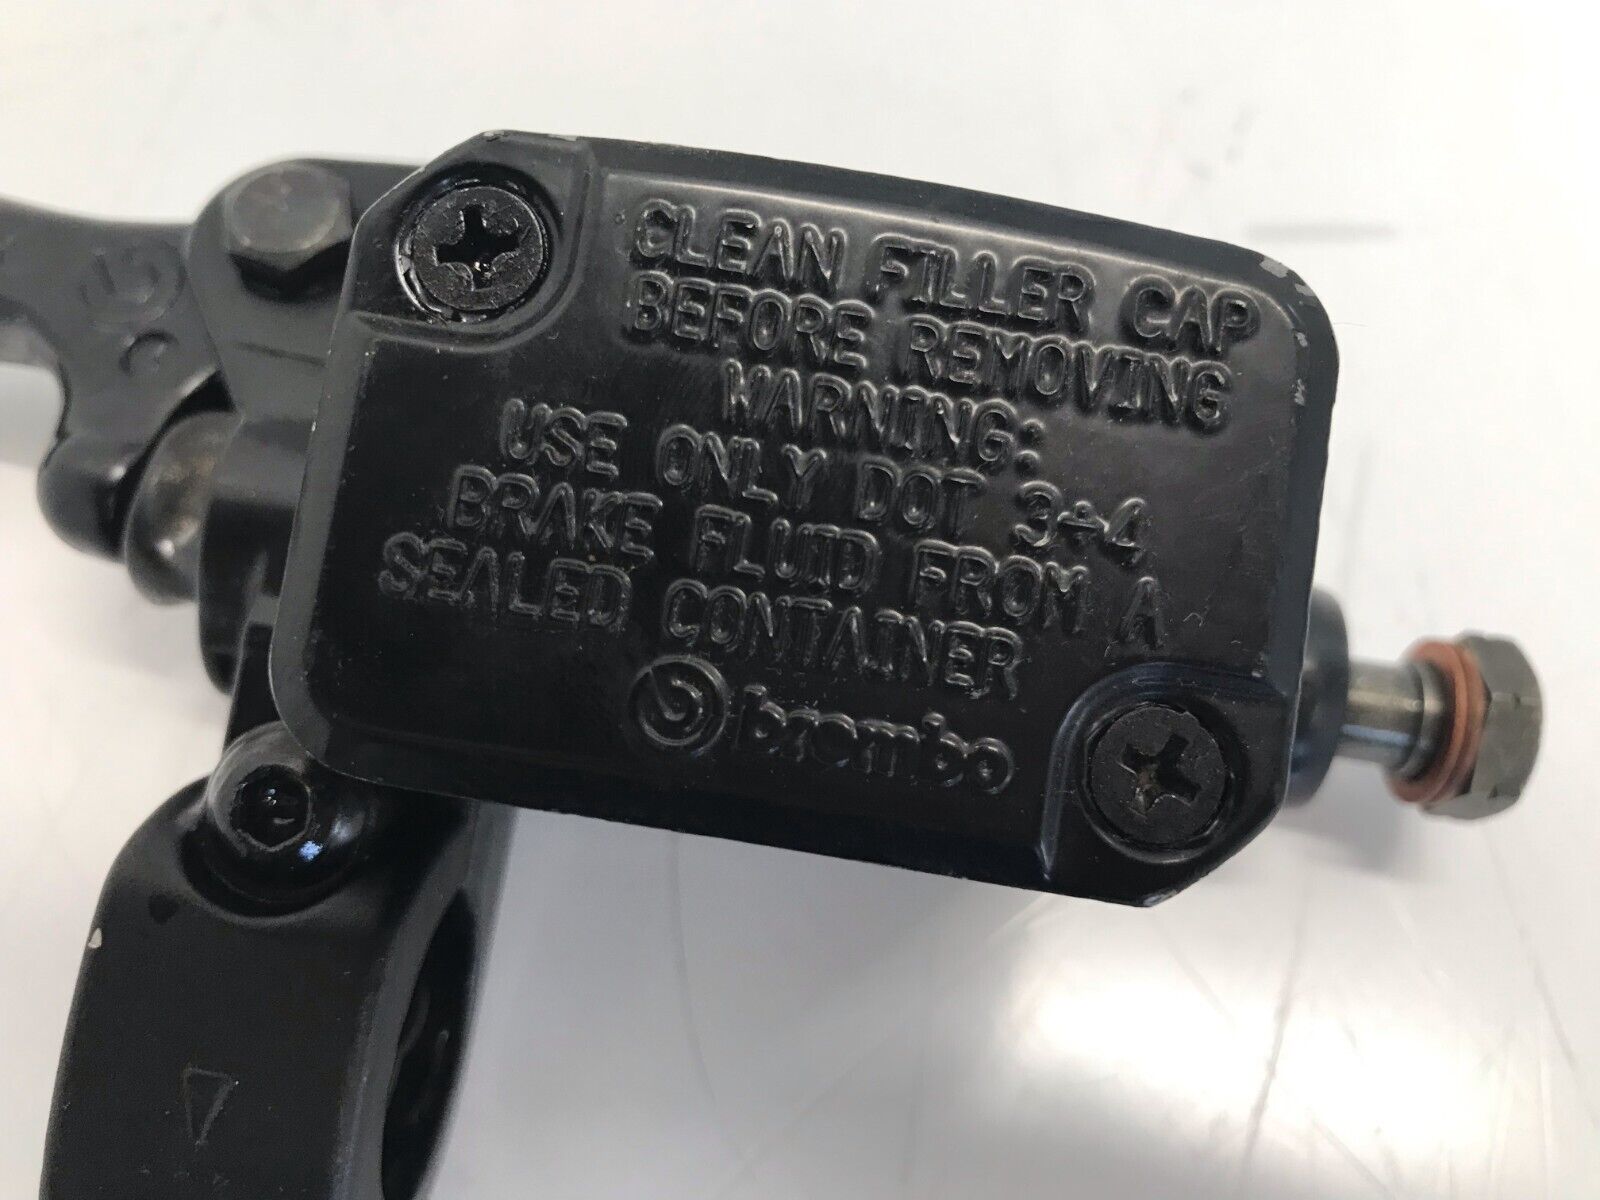 CLEAN FILLER CAP
BEFORE REMOVING
WARNING:
USE ONLY DOT 3÷4
BRAKE FLUID FROM A
SEALED CONTAINER
brembo